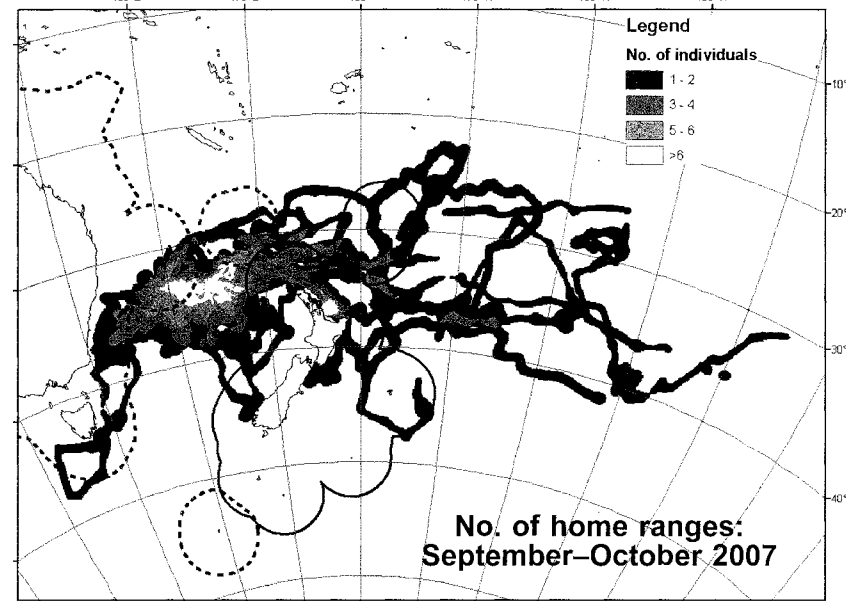 Legend
No. of individuals
1 - 2
3 - 4
5 - 6
>6
10°
20°
30°
40°
No. of home ranges:
September–October 2007